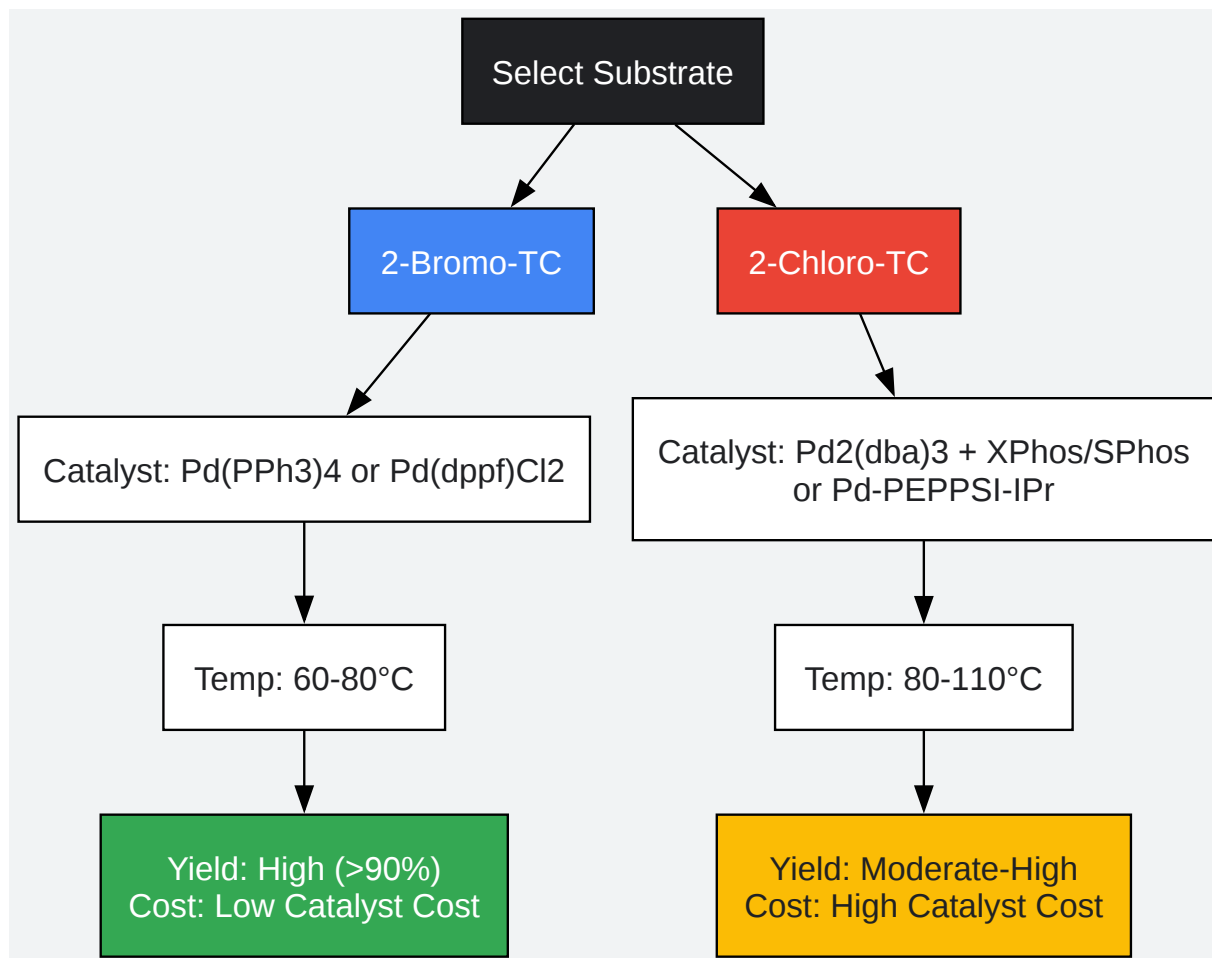 Select Substrate
2-Bromo-TC
2-Chloro-TC
Catalyst: Pd(PPh3)4 or Pd(dppf)Cl2
Catalyst: Pd2(dba)3 + XPhos/SPhos
or Pd-PEPPSI-IPr
Temp: 60-80°C
Temp: 80-110°C
Yield: High (>90%)
Cost: Low Catalyst Cost
Yield: Moderate-High
Cost: High Catalyst Cost